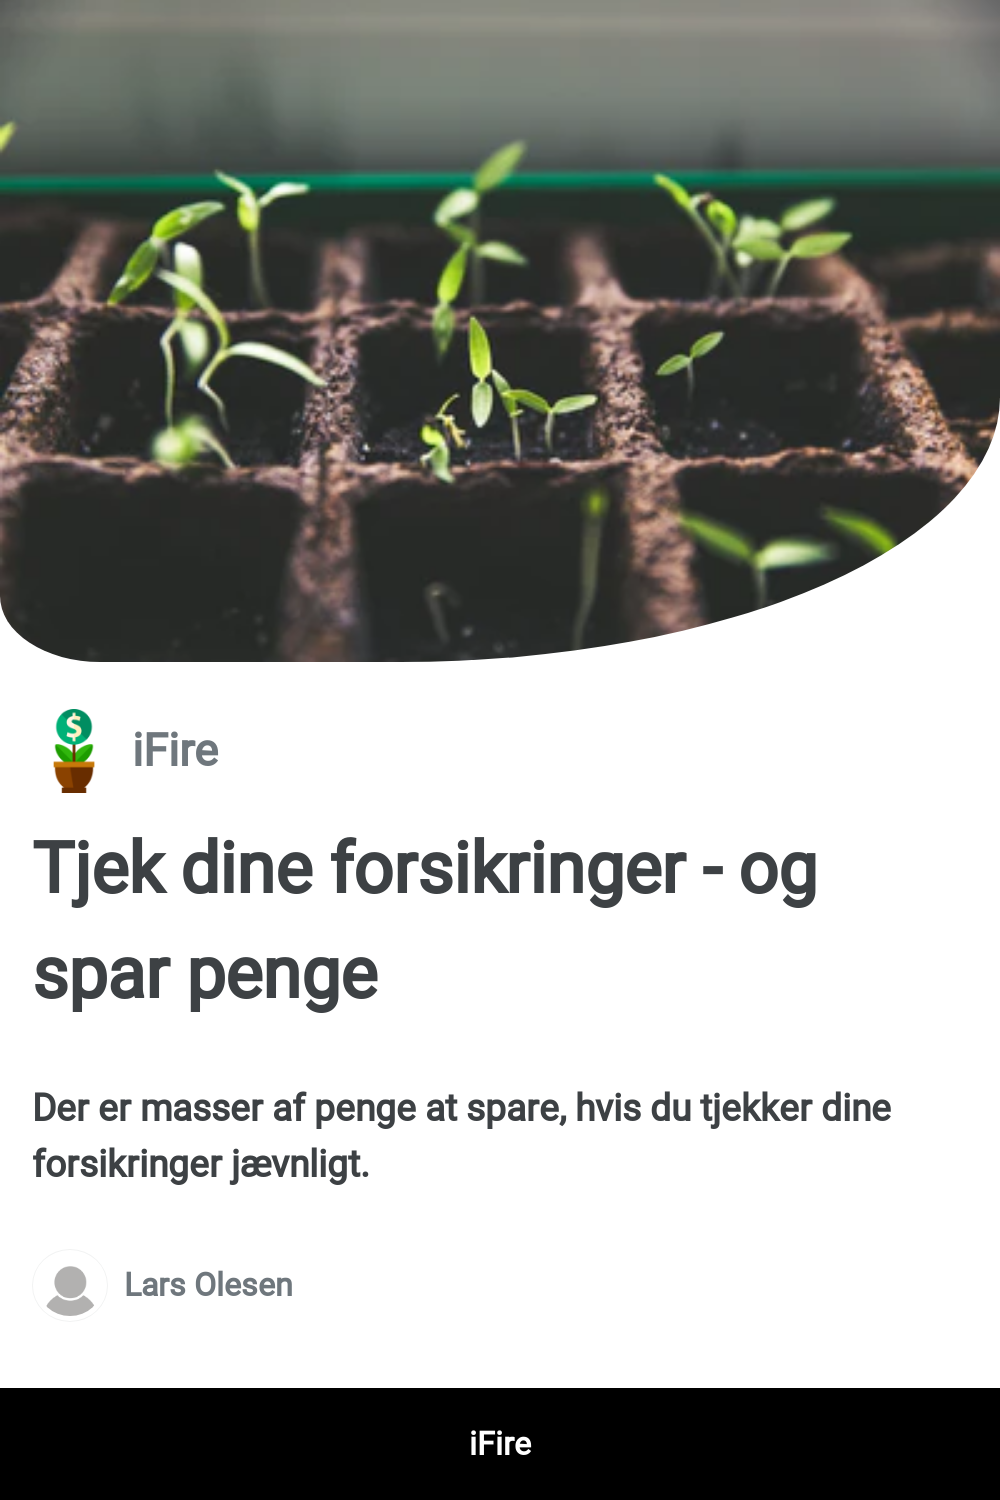 $
iFire
Tjek dine forsikringer - og
spar penge
Der er masser af penge at spare, hvis du tjekker dine
forsikringer jævnligt.
Lars Olesen
iFire